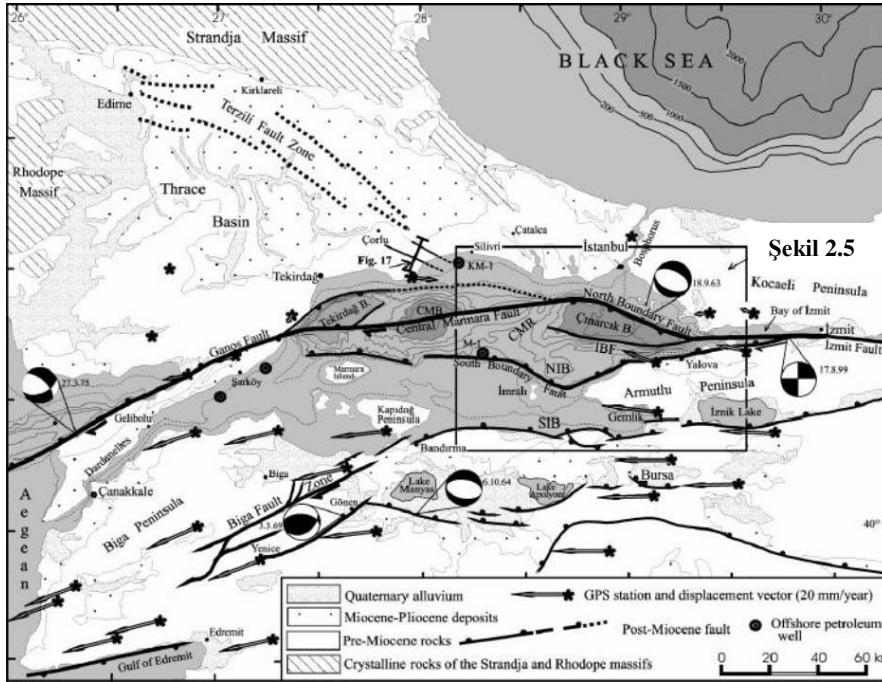 26°
27°
28°
29°
30°
Strandja Massif
BLACK SEA
2000
1500
1000
500
200
Kirklareli
Edirne
Terzili Fault Zone
Rhodope
Massif
Thrace
Basin
Çatalca
Çorlu
Silivri
İstanbul
Bosphorus
Şekil 2.5
Fig. 17
KM-1
Tekirdağ
18.9.63
Kocaeli Peninsula
Tekirdağ B.
CMB
North Boundary Fault
Central Marmara Fault
CMR
Çınarcık B.
Bay of İzmit
İzmit
İzmit Fault
Ganos Fault
M-1
IBF
Yalova
27.3.75
Marmara
Island
South Boundary Fault
NIB
17.8.99
Şarköy
İmralı
Armutlu Peninsula
Gelibolu
Kapıdağ
Peninsula
SIB
Gemlik
İznik Lake
Dardanelles
Bandırma
Biga
Bursa
Çanakkale
Lake
Manyas
6.10.64
Lake
Apolyont
Aegean
Biga Peninsula
Biga Fault Zone
Gönen
3.3.69
Yenice
40°
Quaternary alluvium
GPS station and displacement vector (20 mm/year)
Miocene-Pliocene deposits
Pre-Miocene rocks
Post-Miocene fault
Offshore petroleum
well
Crystalline rocks of the Strandja and Rhodope massifs
Edremit
Gulf of Edremit
0 20 40 60 km